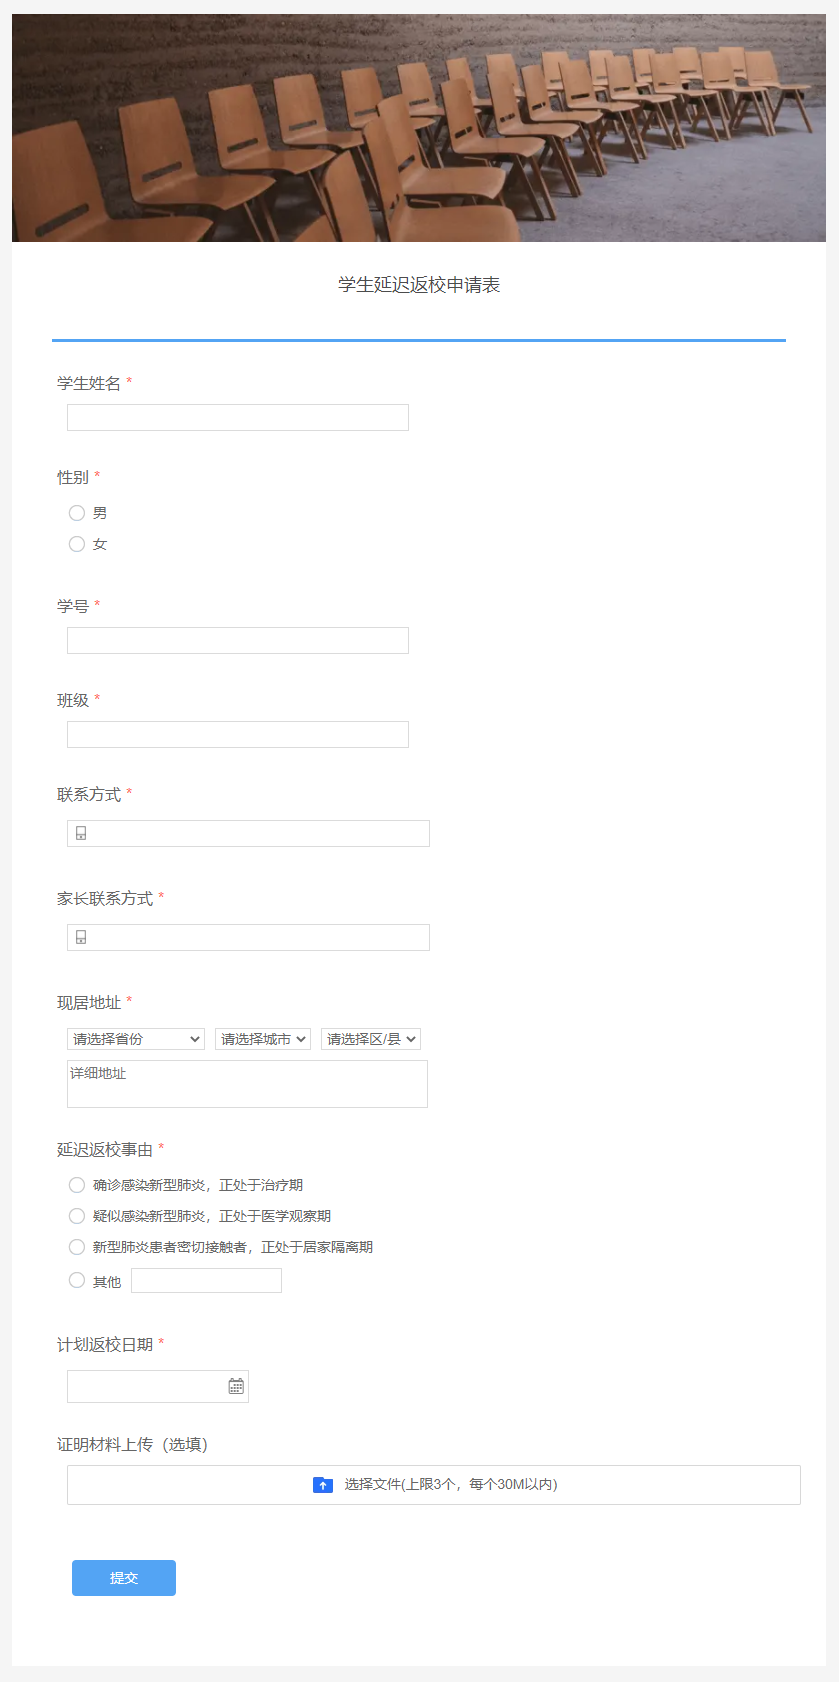 学生延迟返校申请表
学生姓名 *
性别 *
男
女
学号 *
班级 *
联系方式 *
家长联系方式 *
现居地址 *
请选择省份 请选择城市 请选择区/县
详细地址
延迟返校事由 *
确诊感染新型肺炎，正处于治疗期
疑似感染新型肺炎，正处于医学观察期
新型肺炎患者密切接触者，正处于居家隔离期
其他
计划返校日期 *
证明材料上传（选填）
选择文件(上限3个，每个30M以内)
提交